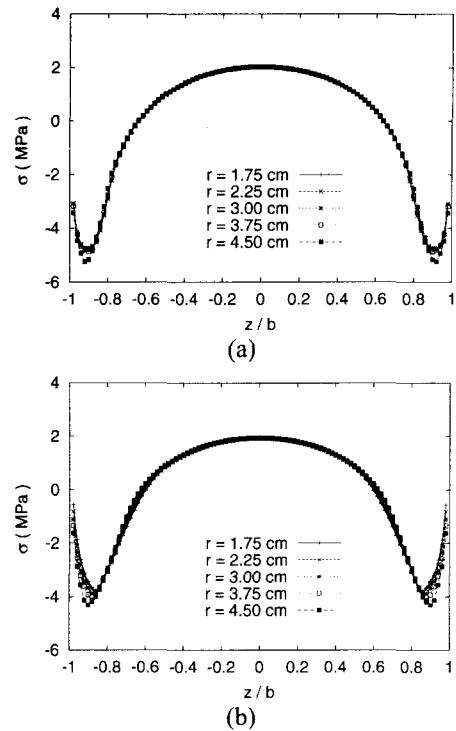 4
2
0
-2
-4
-6
σ ( MPa )
r = 1.75 cm
r = 2.25 cm
r = 3.00 cm
r = 3.75 cm
r = 4.50 cm
-1 -0.8 -0.6 -0.4 -0.2 0 0.2 0.4 0.6 0.8 1
z / b
(a)
6
4
2
0
-2
-4
-6
σ ( MPa )
r = 1.75 cm
r = 2.25 cm
r = 3.00 cm
r = 3.75 cm
r = 4.50 cm
-1 -0.8 -0.6 -0.4 -0.2 0 0.2 0.4 0.6 0.8 1
z / b
(b)